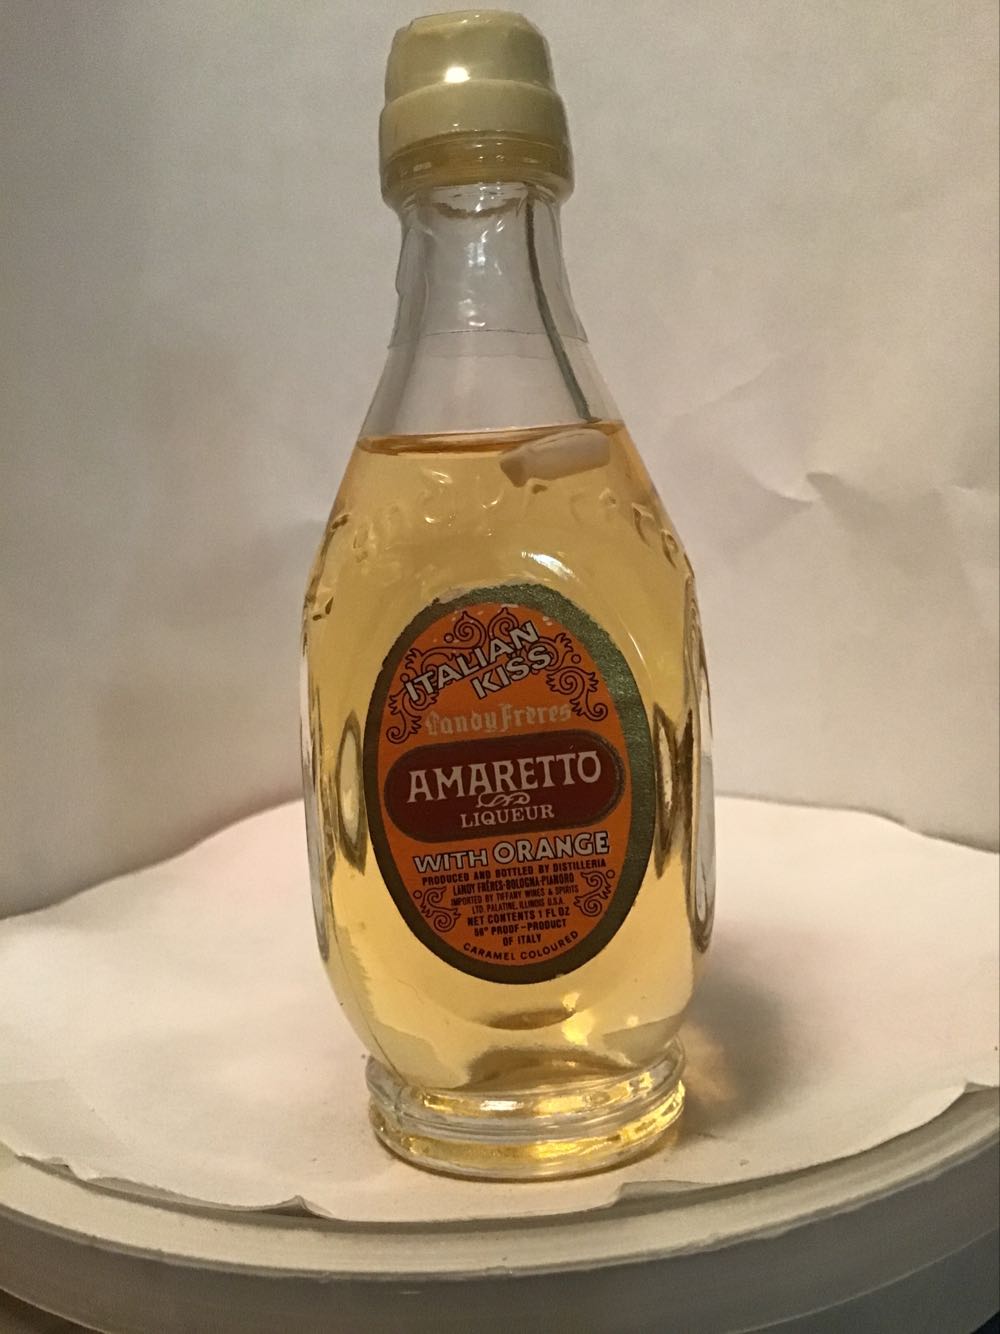 ITALIAN
KISS
Landy Frères
AMARETTO
LIQUEUR
WITH ORANGE
PRODUCED AND BOTTLED BY DISTILLERIA
LANDY FRÈRES-BOLOGNA-PIANORO
IMPORTED BY TIFFANY WINES & SPIRITS
LTD. PALATINE, ILLINOIS U.S.A.
NET CONTENTS 1 FL OZ
56° PROOF-PRODUCT
OF ITALY
CARAMEL COLOURED